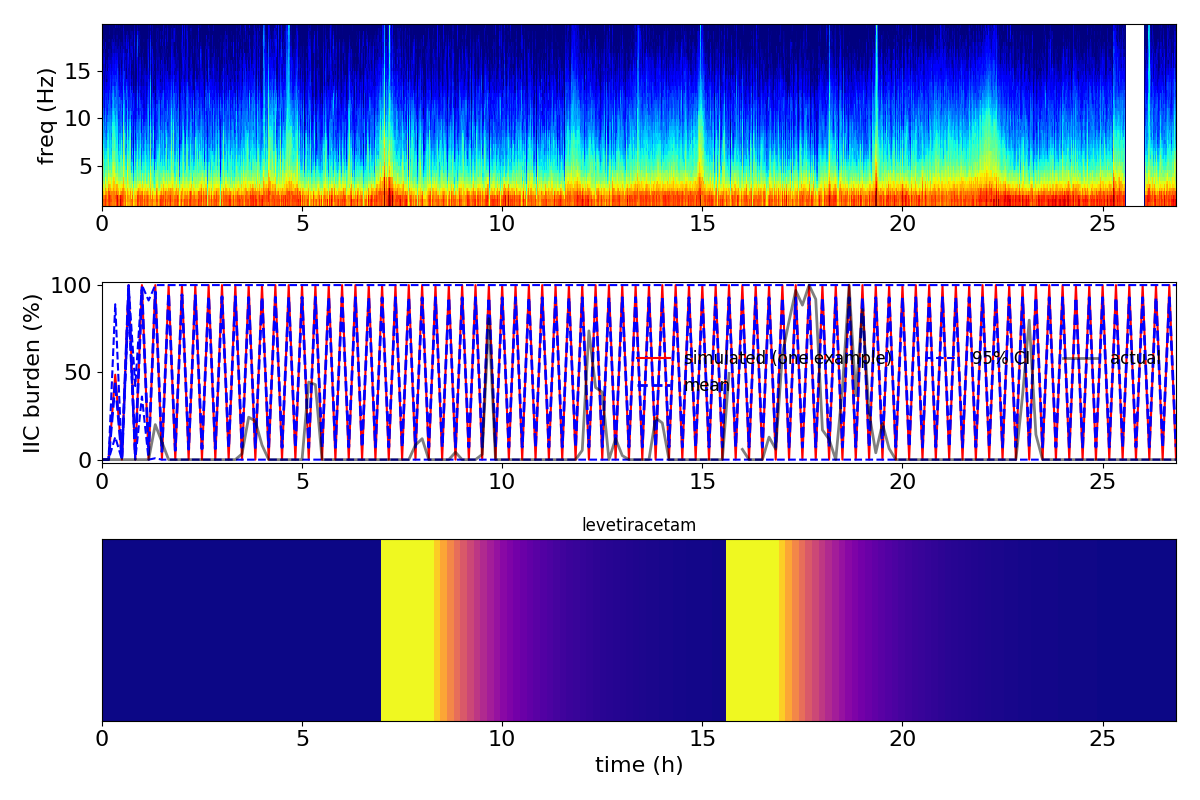 freq (Hz)
15
10
5
0 5 10 15 20 25
IIC burden (%)
100
50
0
simulated (one example) 95% CI actual
mean
0 5 10 15 20 25
levetiracetam
0 5 10 15 20 25
time (h)